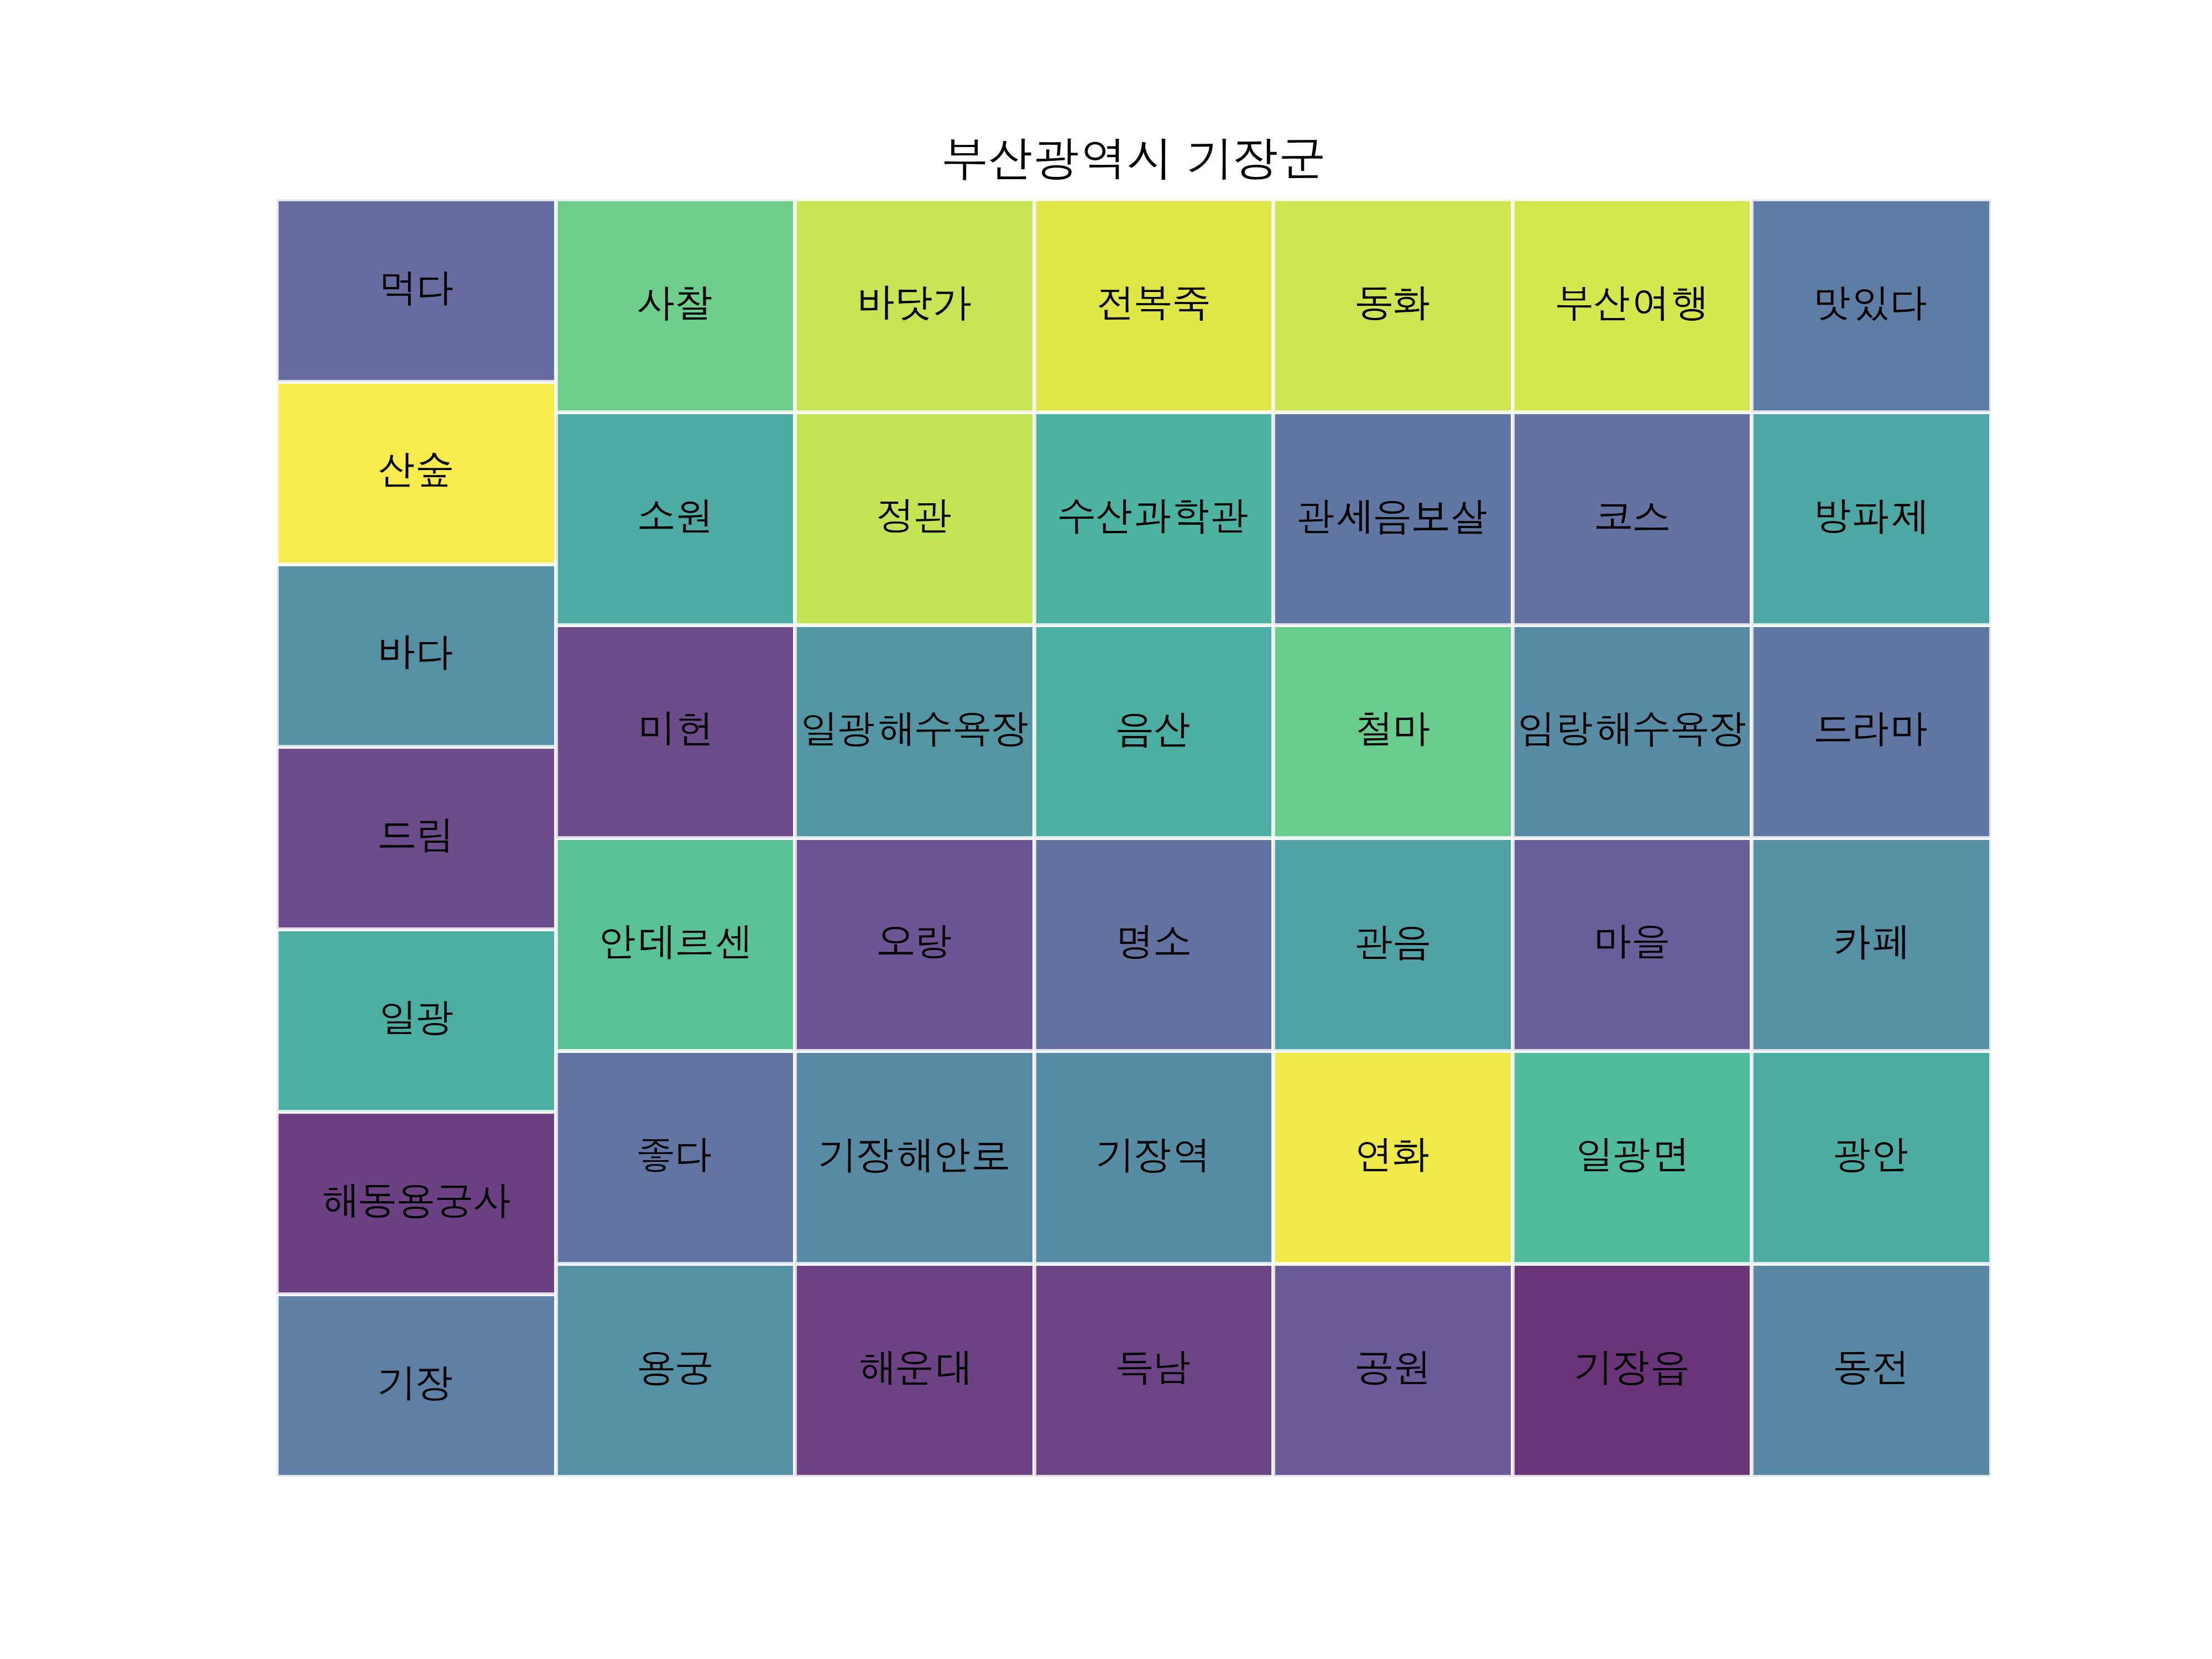 부산광역시 기장군
먹다
사찰
바닷가
전복죽
동화
부산여행
맛있다
산숲
소원
정관
수산과학관
관세음보살
코스
방파제
바다
미현
일광해수욕장
읍산
철마
임랑해수욕장
드라마
드림
안데르센
오랑
명소
관음
마을
카페
일광
좋다
기장해안로
기장역
연화
일광면
광안
해동용궁사
용궁
해운대
득남
공원
기장읍
동전
기장